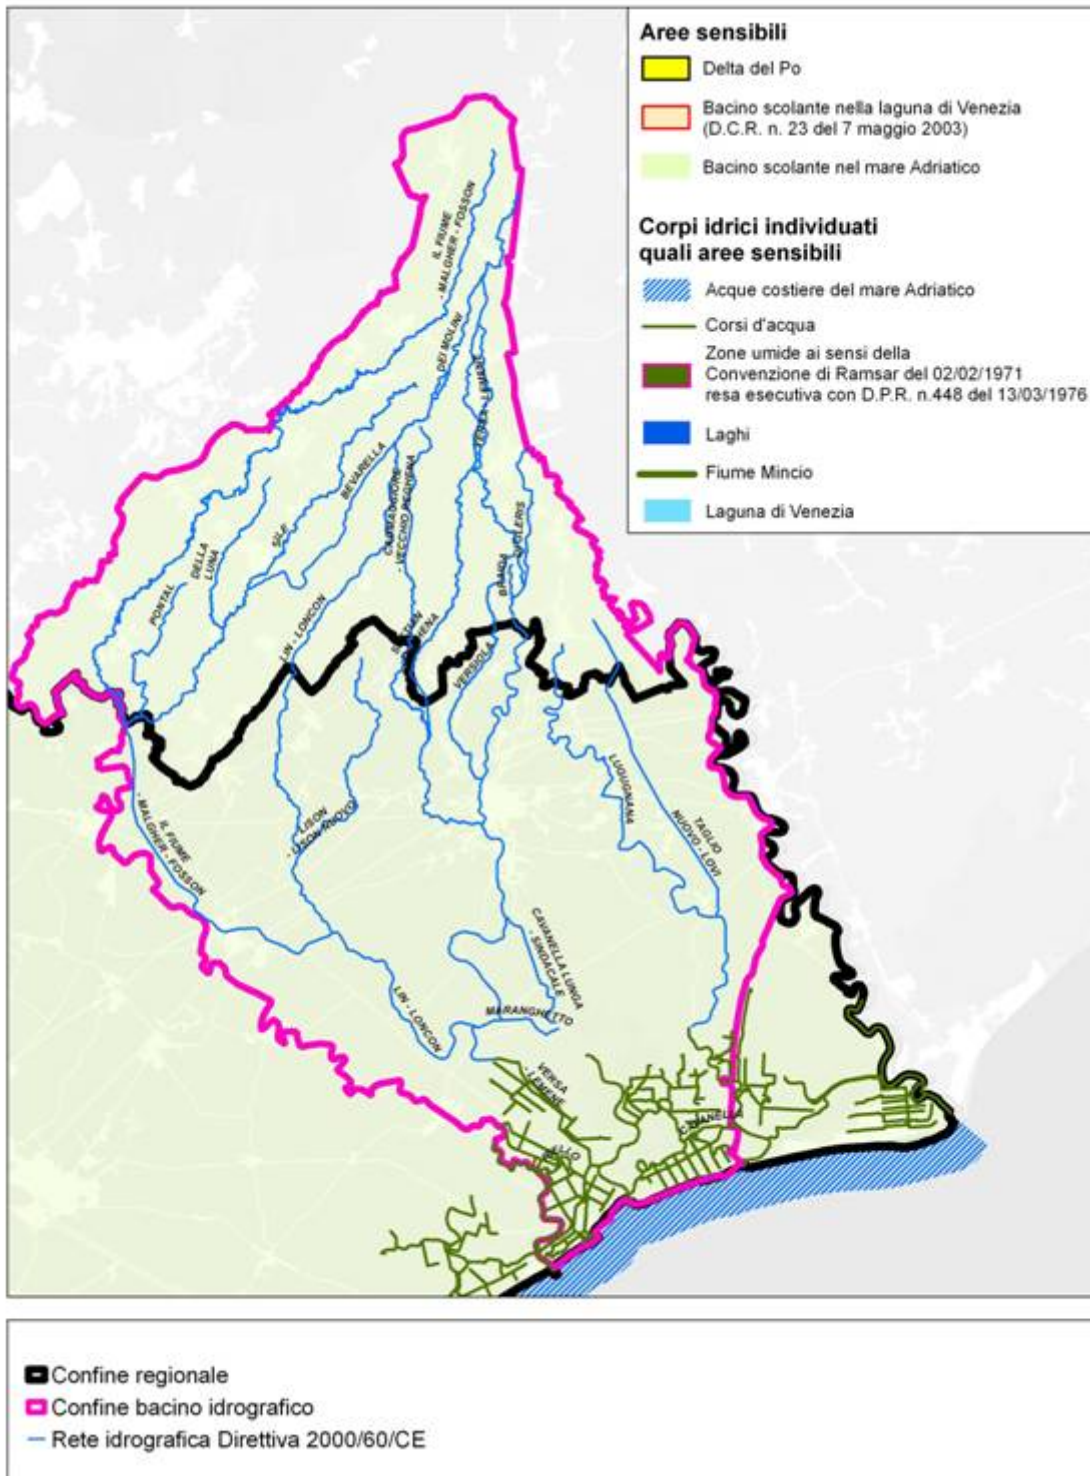 Aree sensibili
Delta del Po
Bacino scolante nella laguna di Venezia
(D.C.R. n. 23 del 7 maggio 2003)
Bacino scolante nel mare Adriatico
Corpi idrici individuati
quali aree sensibili
Acque costiere del mare Adriatico
Corsi d'acqua
Zone umide ai sensi della
Convenzione di Ramsar del 02/02/1971
resa esecutiva con D.P.R. n.448 del 13/03/1976
Laghi
Fiume Mincio
Laguna di Venezia
IL FIUME
- MALGHER - FOSSON
DEI MOLINI
BEVARELLA
- VECCHIO REGHENA
SILE
DELLA
LUNA
PONTAL
BRAIDA
LIN - LONCON
VERSIOLA
LUGUGNANA
TAGLIO
NUOVO - LOVI
LISON
- LISON NUOVO
IL FIUME
- MALGHER - FOSSON
CAVANELLA LUNGA
- SINDACALE
LIN - LONCON
MARANGHETTO
VERSA
- LEMENE
Confine regionale
Confine bacino idrografico
Rete idrografica Direttiva 2000/60/CE